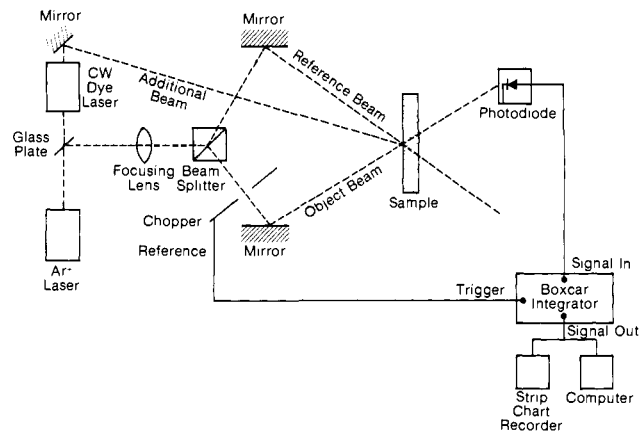 Mirror
CW
Dye
Laser
Glass
Plate
Ar-
Laser
Additional
Beam
Focusing
Lens
Beam
Splitter
Mirror
Reference Beam
Object Beam
Mirror
Chopper
Reference
Sample
Photodiode
Signal In
Trigger
Boxcar
Integrator
Signal Out
Strip
Chart
Recorder
Computer